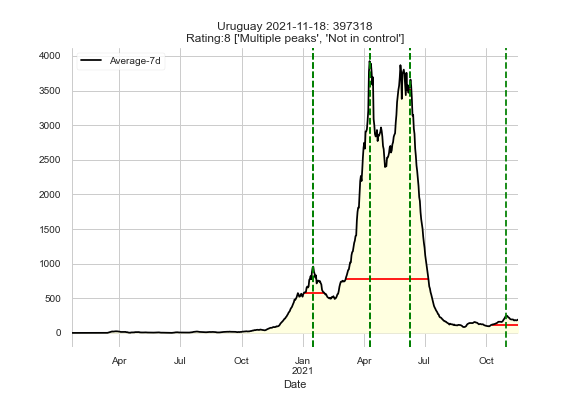 Uruguay 2021-11-18: 397318
Rating:8 ['Multiple peaks', 'Not in control']
Average-7d
4000
3500
3000
2500
2000
1500
1000
500
0
Apr
Jul
Oct
Jan
2021
Apr
Jul
Oct
Date